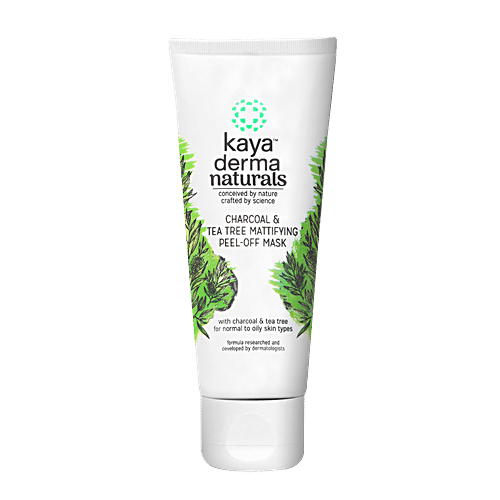 kaya™
derma
naturals
conceived by nature
crafted by science
CHARCOAL &
TEA TREE MATTIFYING
PEEL-OFF MASK
with charcoal & tea tree
for normal to oily skin types
formula researched and
developed by dermatologists